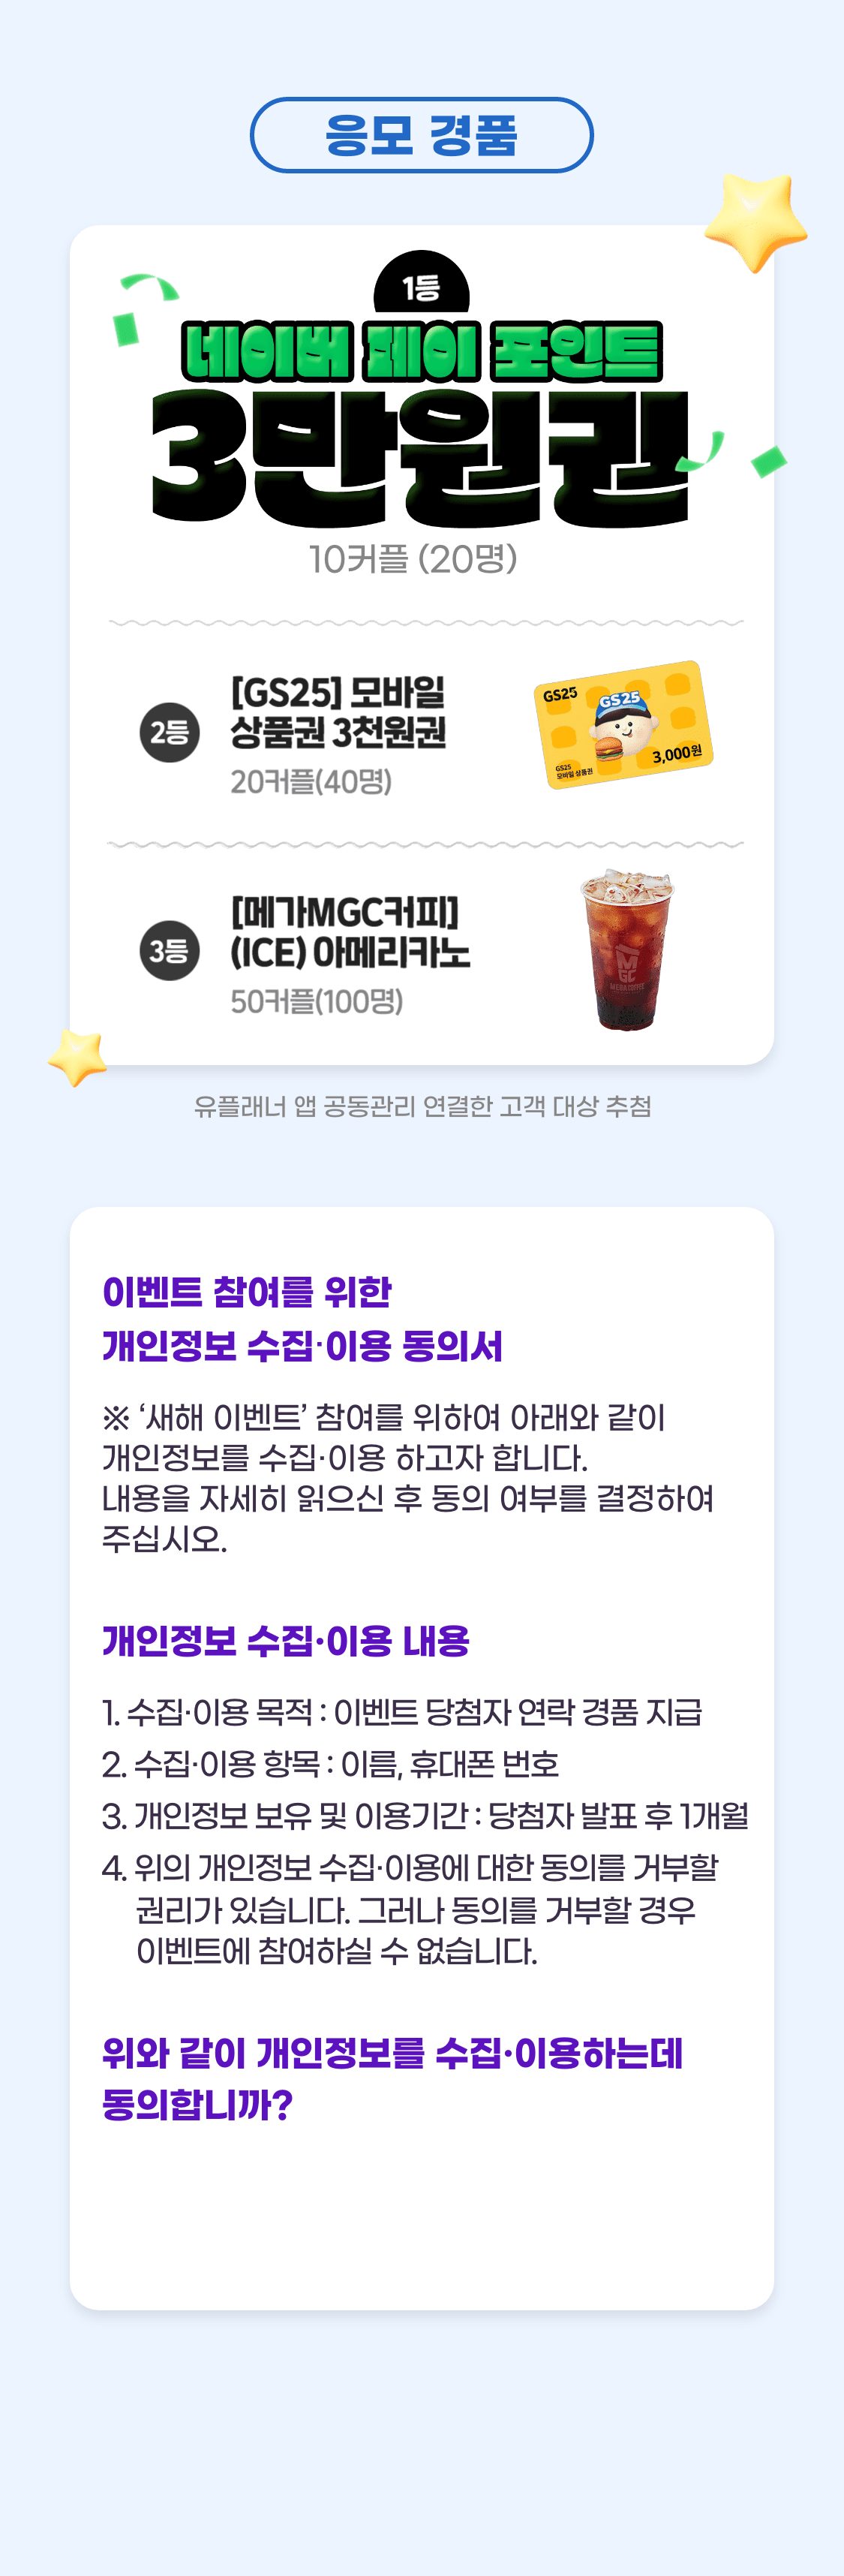 응모 경품
1등
네이버 페이 포인트
3만원권
10커플 (20명)
2등
[GS25] 모바일
상품권 3천원권
20커플(40명)
GS25
GS25
3,000원
GS25
모바일 상품권
3등
[메가MGC커피]
(ICE) 아메리카노
50커플(100명)
M
GC
MEGA COFFEE
유플래너 앱 공동관리 연결한 고객 대상 추첨
이벤트 참여를 위한
개인정보 수집·이용 동의서
※ ‘새해 이벤트’ 참여를 위하여 아래와 같이
개인정보를 수집·이용 하고자 합니다.
내용을 자세히 읽으신 후 동의 여부를 결정하여
주십시오.
개인정보 수집·이용 내용
1. 수집·이용 목적 : 이벤트 당첨자 연락 경품 지급
2. 수집·이용 항목 : 이름, 휴대폰 번호
3. 개인정보 보유 및 이용기간 : 당첨자 발표 후 1개월
4. 위의 개인정보 수집·이용에 대한 동의를 거부할
권리가 있습니다. 그러나 동의를 거부할 경우
이벤트에 참여하실 수 없습니다.
위와 같이 개인정보를 수집·이용하는데
동의합니까?